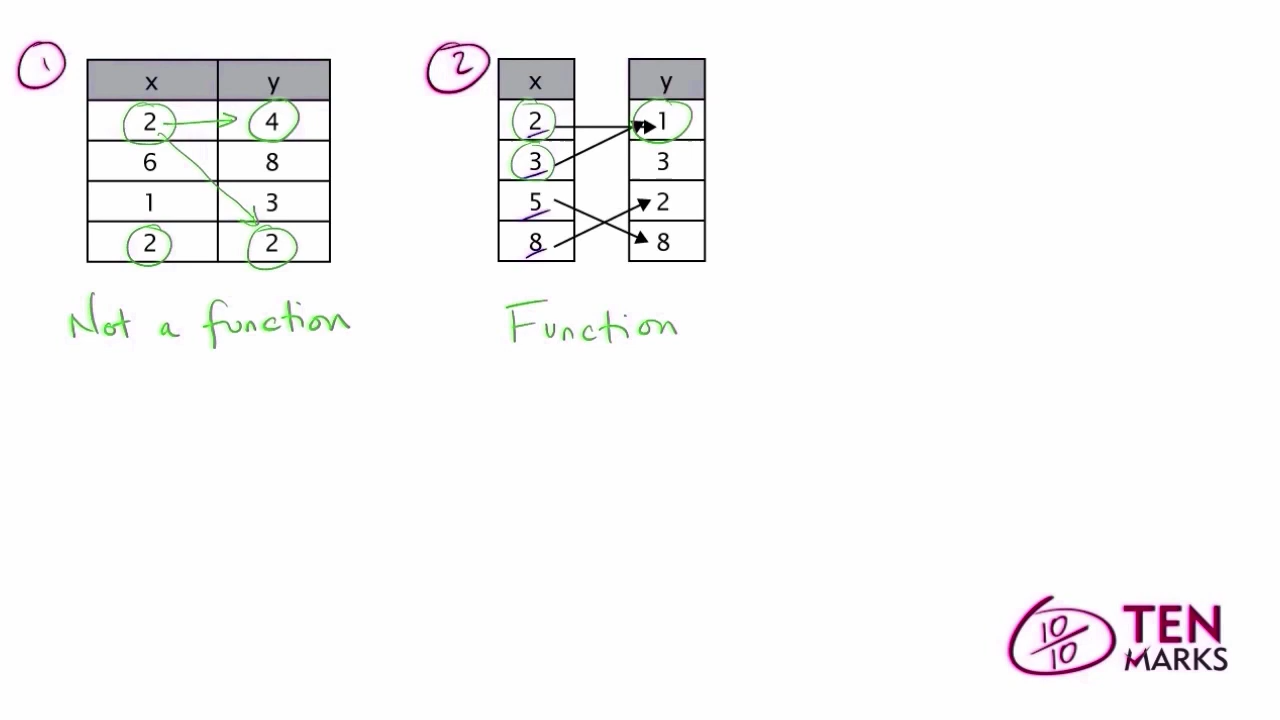 1
x y
2 4
6 8
1 3
2 2
Not a function
2
x y
2 1
3 3
5 2
8 8
Function
10/10 TEN
MARKS